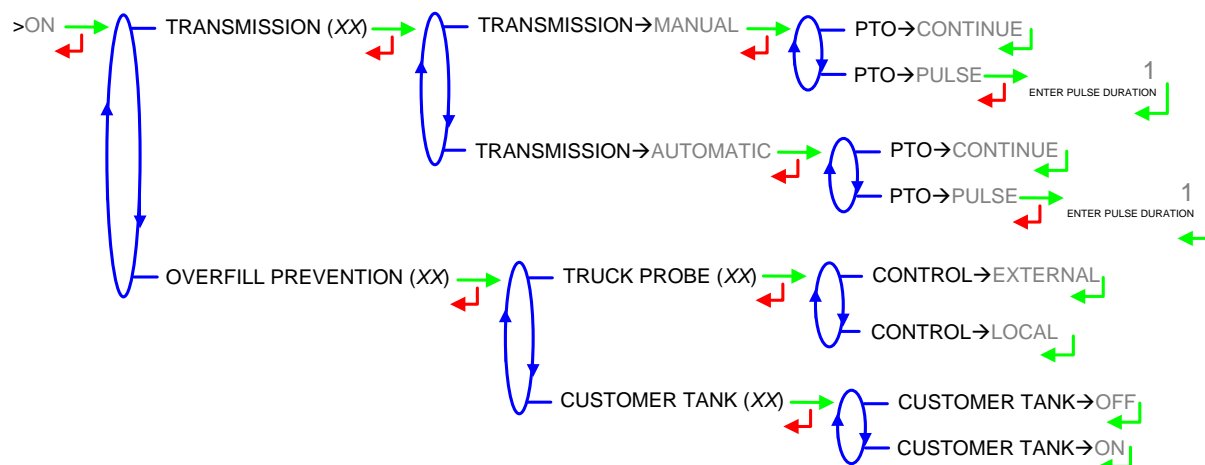 >ON TRANSMISSION (XX) TRANSMISSION→MANUAL PTO→CONTINUE
PTO→PULSE 1
ENTER PULSE DURATION
TRANSMISSION→AUTOMATIC PTO→CONTINUE
PTO→PULSE 1
ENTER PULSE DURATION
OVERFILL PREVENTION (XX) TRUCK PROBE (XX) CONTROL→EXTERNAL
CONTROL→LOCAL
CUSTOMER TANK (XX) CUSTOMER TANK→OFF
CUSTOMER TANK→ON